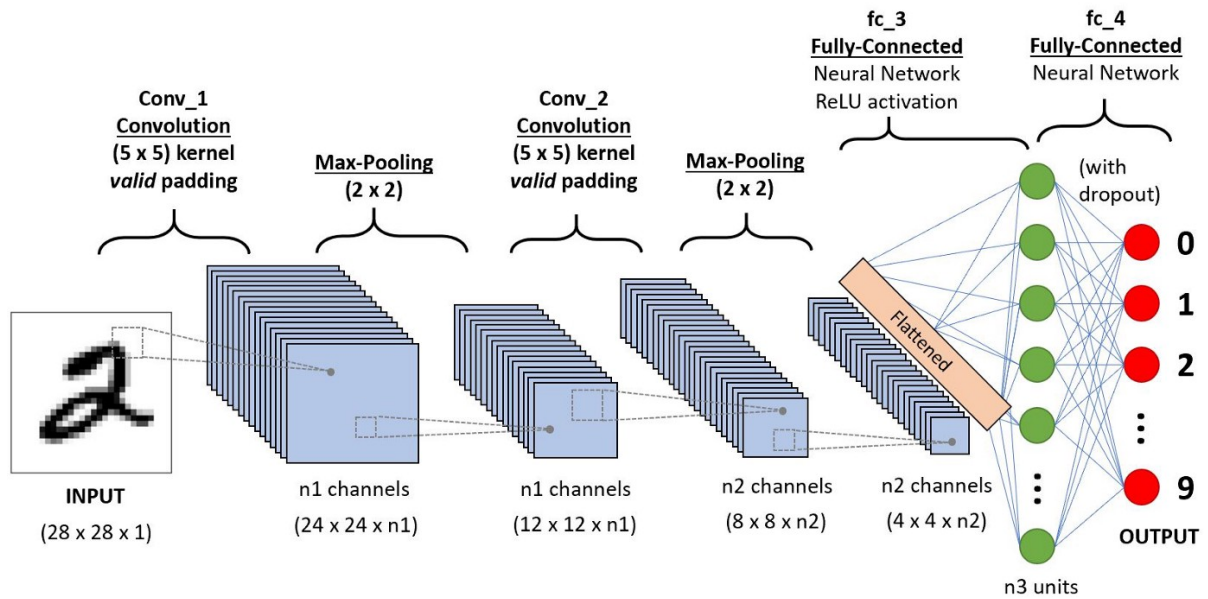 Conv_1
Convolution
(5 x 5) kernel
valid padding
Max-Pooling
(2 x 2)
Conv_2
Convolution
(5 x 5) kernel
valid padding
Max-Pooling
(2 x 2)
fc_3
Fully-Connected
Neural Network
ReLU activation
fc_4
Fully-Connected
Neural Network
(with
dropout)
2
INPUT
(28 x 28 x 1)
n1 channels
(24 x 24 x n1)
n1 channels
(12 x 12 x n1)
n2 channels
(8 x 8 x n2)
n2 channels
(4 x 4 x n2)
Flattened
n3 units
0
1
2
9
OUTPUT